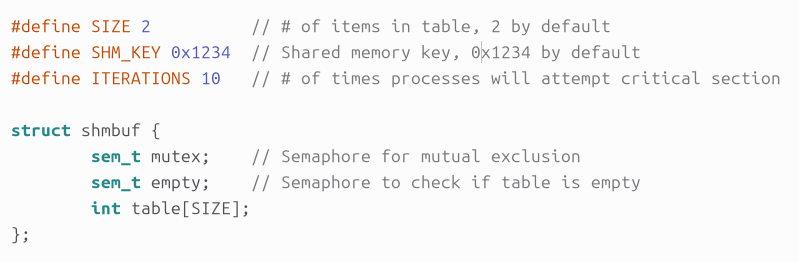 #define SIZE 2 // # of items in table, 2 by default
#define SHM_KEY 0x1234 // Shared memory key, 0x1234 by default
#define ITERATIONS 10 // # of times processes will attempt critical section
struct shmbuf {
sem_t mutex; // Semaphore for mutual exclusion
sem_t empty; // Semaphore to check if table is empty
int table[SIZE];
};